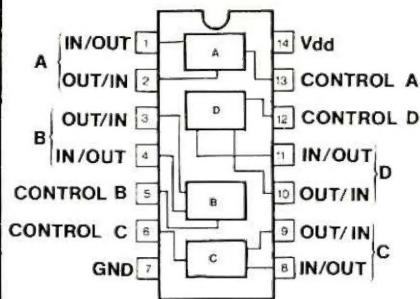 A
IN/OUT 1
OUT/IN 2
B
OUT/IN 3
IN/OUT 4
CONTROL B 5
CONTROL C 6
GND 7
A
D
B
C
14 Vdd
13 CONTROL A
12 CONTROL D
11 IN/OUT
10 OUT/IN
D
9 OUT/IN
8 IN/OUT
C